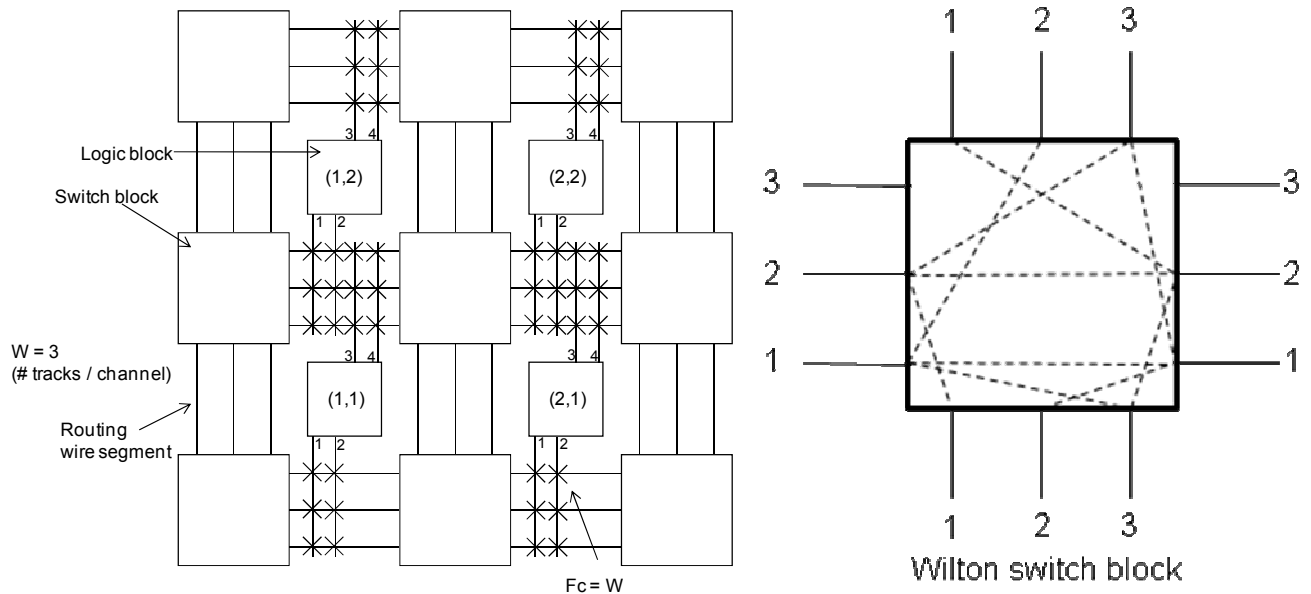 3 4
3 4
Logic block
(1,2)
(2,2)
Switch block
1 2
1 2
W = 3
(# tracks / channel)
3 4
3 4
(1,1)
(2,1)
Routing
wire segment
1 2
1 2
Fc = W
1 2 3
3 3
2 2
1 1
1 2 3
Wilton switch block